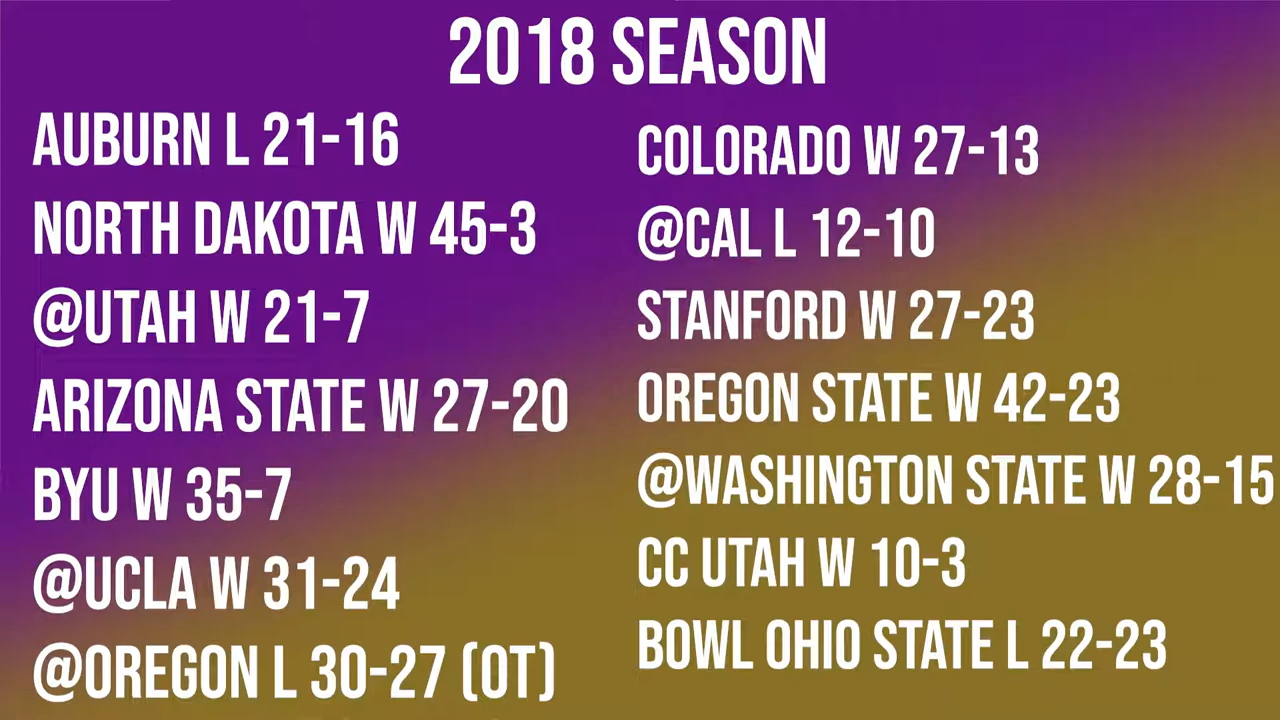 2018 SEASON
AUBURN L 21-16
NORTH DAKOTA W 45-3
@UTAH W 21-7
ARIZONA STATE W 27-20
BYU W 35-7
@UCLA W 31-24
@OREGON L 30-27 (OT)
COLORADO W 27-13
@CAL L 12-10
STANFORD W 27-23
OREGON STATE W 42-23
@WASHINGTON STATE W 28-15
CC UTAH W 10-3
BOWL OHIO STATE L 22-23